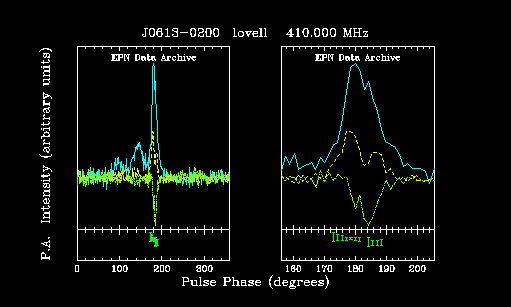 J0613-0200 lovell 410.000 MHz
EPN Data Archive
EPN Data Archive
P.A. Intensity (arbitrary units)
0 100 200 300
160 170 180 190 200
Pulse Phase (degrees)